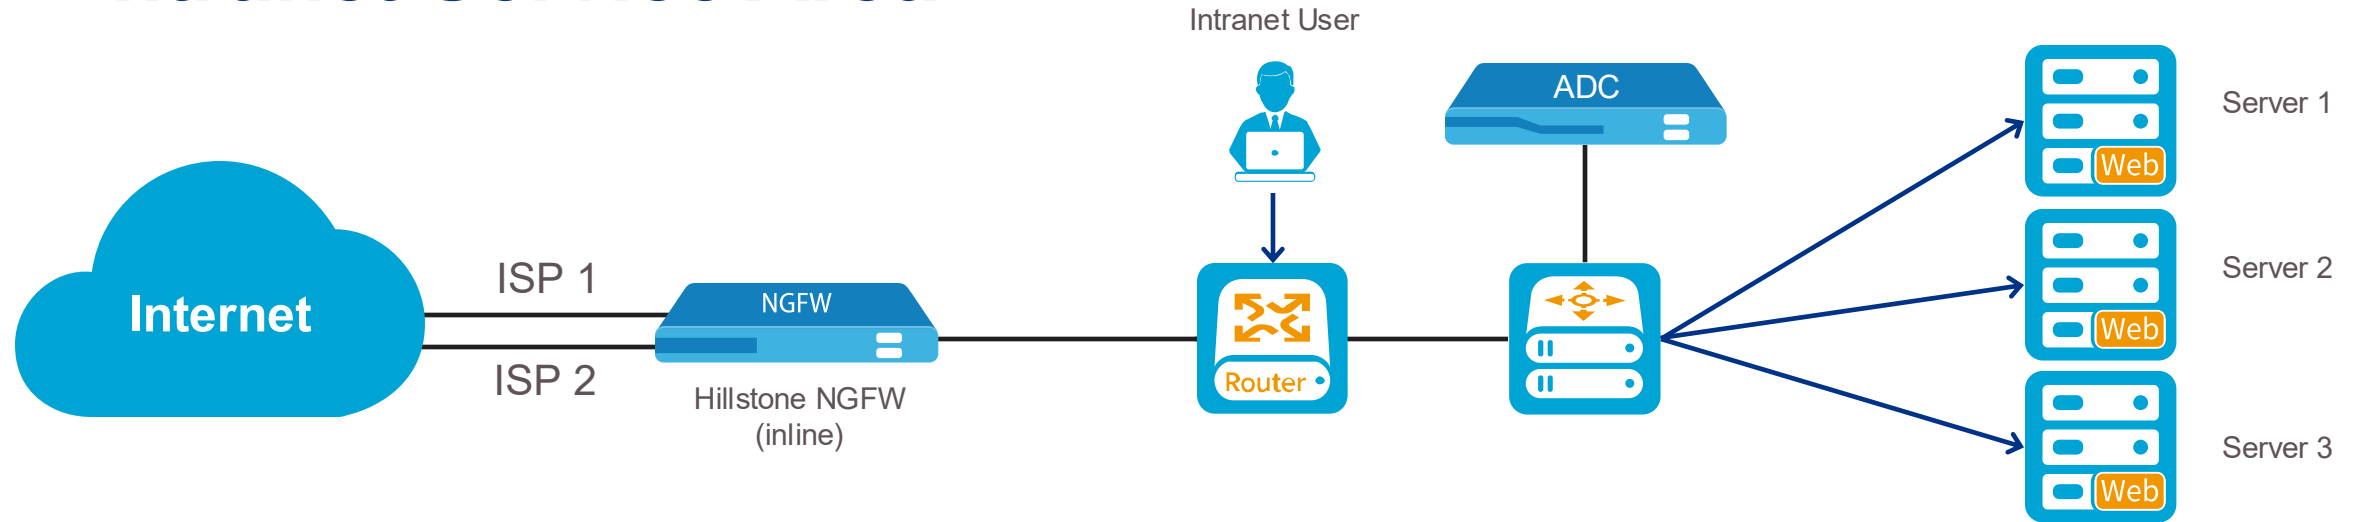 Intranet User
ADC
Server 1
Web
Internet
ISP 1
NGFW
ISP 2
Hillstone NGFW
(inline)
Router
Server 2
Web
Server 3
Web